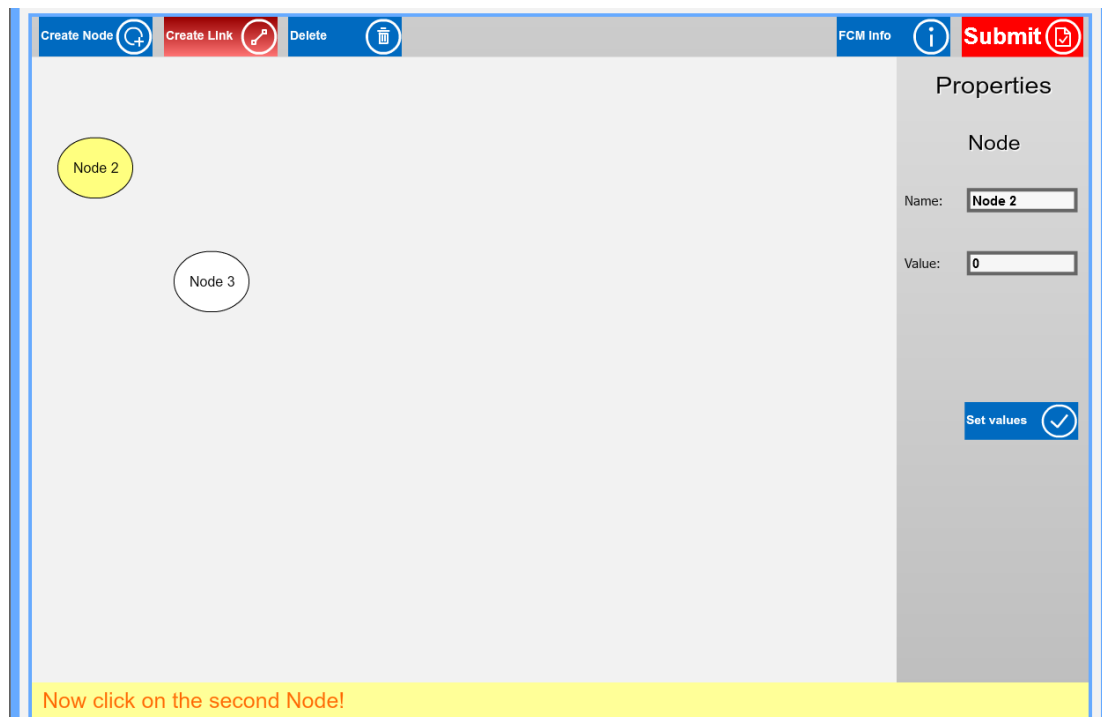 Create Node
Create Link
Delete
FCM Info
Submit
Properties
Node
Node 2
Name:
Node 2
Node 3
Value:
0
Set values
Now click on the second Node!